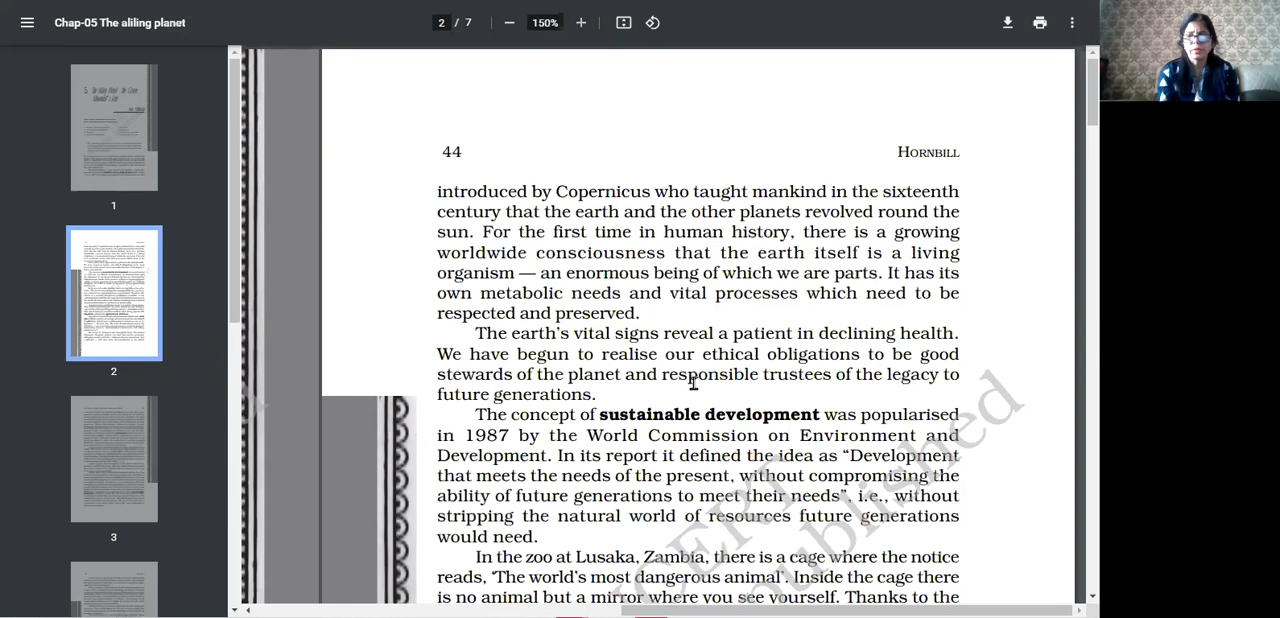 Chap-05 The aliling planet
2 / 7
150%
1
2
3
44 HORNBILL
introduced by Copernicus who taught mankind in the sixteenth
century that the earth and the other planets revolved round the
sun. For the first time in human history, there is a growing
worldwide consciousness that the earth itself is a living
organism — an enormous being of which we are parts. It has its
own metabolic needs and vital processes which need to be
respected and preserved.
The earth's vital signs reveal a patient in declining health.
We have begun to realise our ethical obligations to be good
stewards of the planet and responsible trustees of the legacy to
future generations.
The concept of sustainable development was popularised
in 1987 by the World Commission on Environment and
Development. In its report it defined the idea as “Development
that meets the needs of the present, without compromising the
ability of future generations to meet their needs”, i.e., without
stripping the natural world of resources future generations
would need.
In the zoo at Lusaka, Zambia, there is a cage where the notice
reads, ‘The world's most dangerous animal’. Inside the cage there
is no animal but a mirror where you see yourself. Thanks to the
NCERT
published